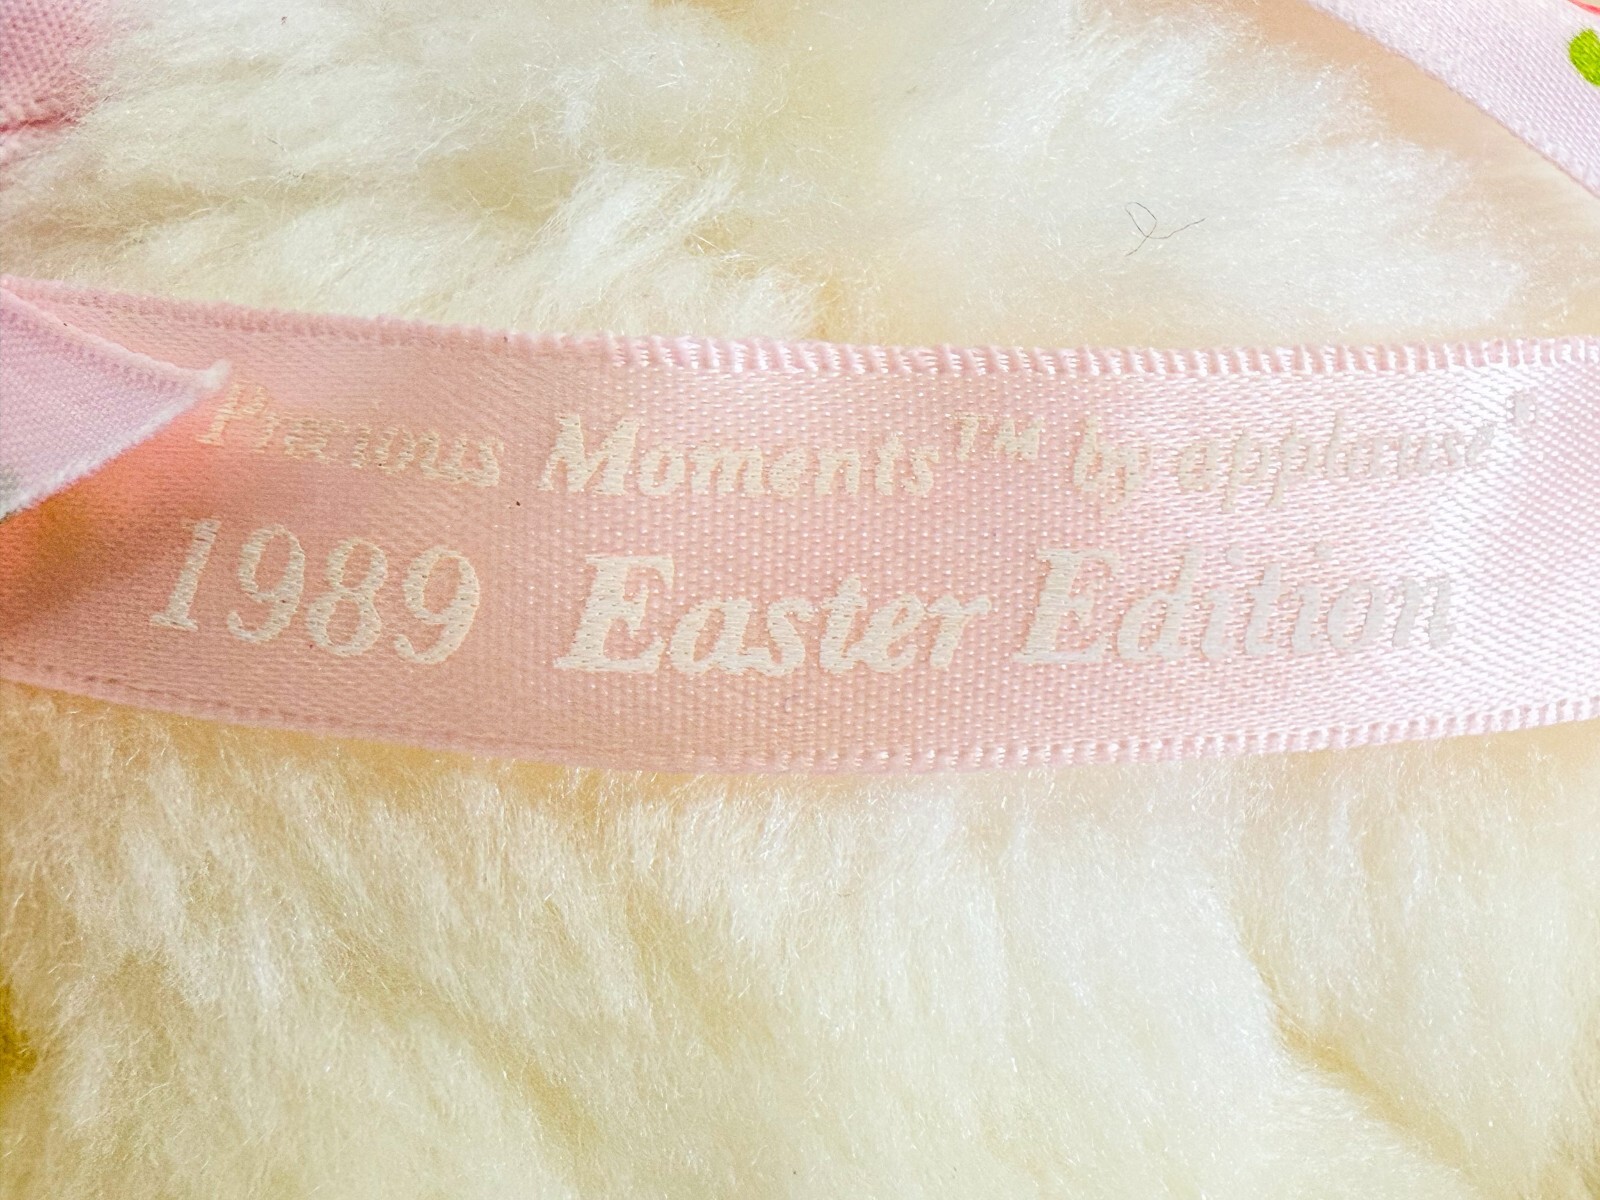 Precious Moments™ by applause®
1989 Easter Edition